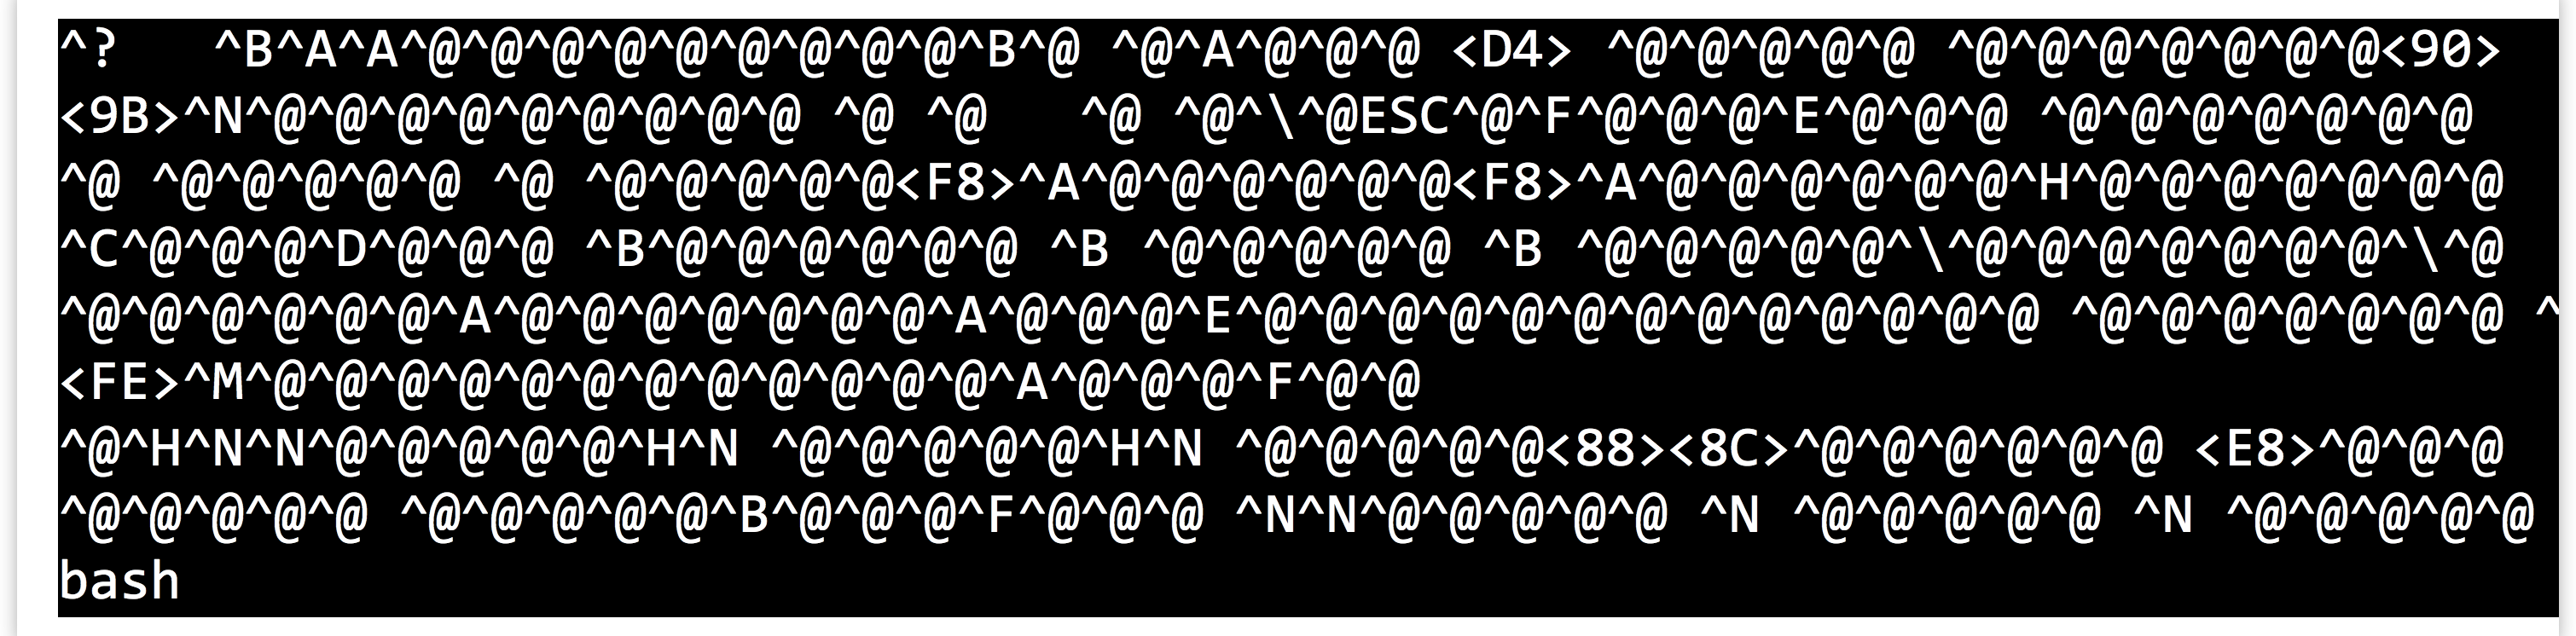 ^?   ^B^A^A^@^@^@^@^@^@^@^@^@^B^@ ^@^A^@^@^@ <D4> ^@^@^@^@^@ ^@^@^@^@^@^@^@<90>
<9B>^N^@^@^@^@^@^@^@^@^@ ^@ ^@   ^@ ^@^\^@ESC^@^F^@^@^@^E^@^@^@ ^@^@^@^@^@^@^@
^@ ^@^@^@^@^@ ^@ ^@^@^@^@^@<F8>^A^@^@^@^@^@^@<F8>^A^@^@^@^@^@^@^H^@^@^@^@^@^@^@
^C^@^@^@^D^@^@^@ ^B^@^@^@^@^@^@ ^B ^@^@^@^@^@ ^B ^@^@^@^@^@^\^@^@^@^@^@^@^@^\^@
^@^@^@^@^@^@^A^@^@^@^@^@^@^@^A^@^@^@^E^@^@^@^@^@^@^@^@^@^@^@^@^@ ^@^@^@^@^@^@^@ ^
<FE>^M^@^@^@^@^@^@^@^@^@^@^@^@^A^@^@^@^F^@^@
^@^H^N^N^@^@^@^@^@^H^N ^@^@^@^@^@^H^N ^@^@^@^@^@<88><8C>^@^@^@^@^@^@ <E8>^@^@^@
^@^@^@^@^@ ^@^@^@^@^@^B^@^@^@^F^@^@^@ ^N^N^@^@^@^@^@ ^N ^@^@^@^@^@ ^N ^@^@^@^@^@
bash